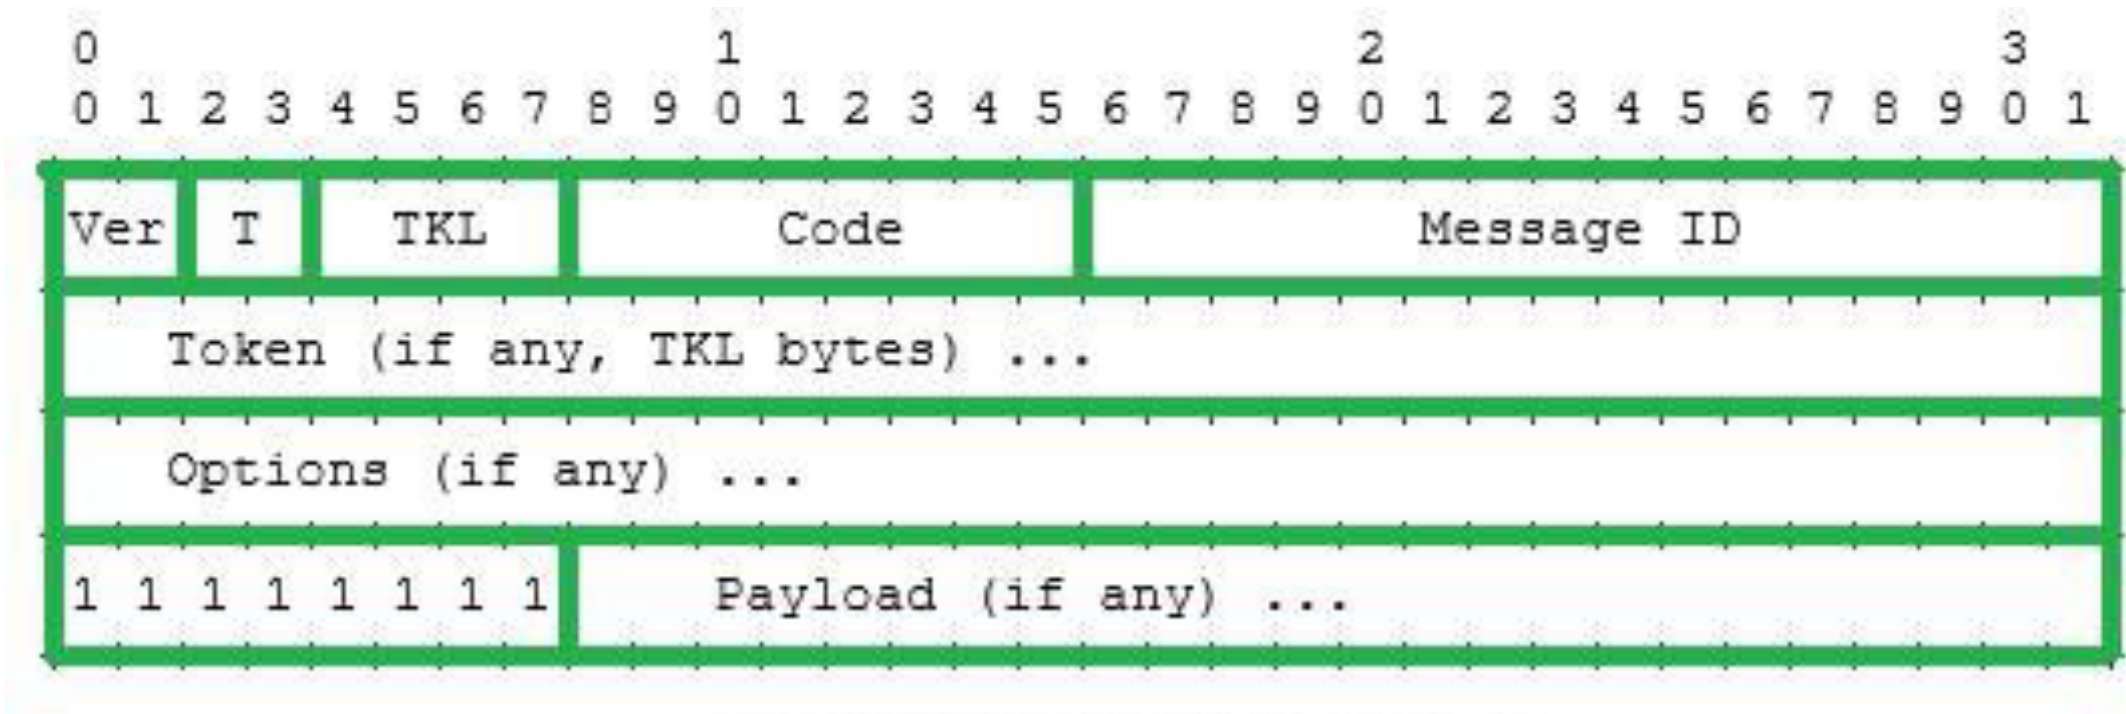 0 1 2 3
0 1 2 3 4 5 6 7 8 9 0 1 2 3 4 5 6 7 8 9 0 1 2 3 4 5 6 7 8 9 0 1
Ver T TKL Code Message ID
Token (if any, TKL bytes) ...
Options (if any) ...
1 1 1 1 1 1 1 1 Payload (if any) ...